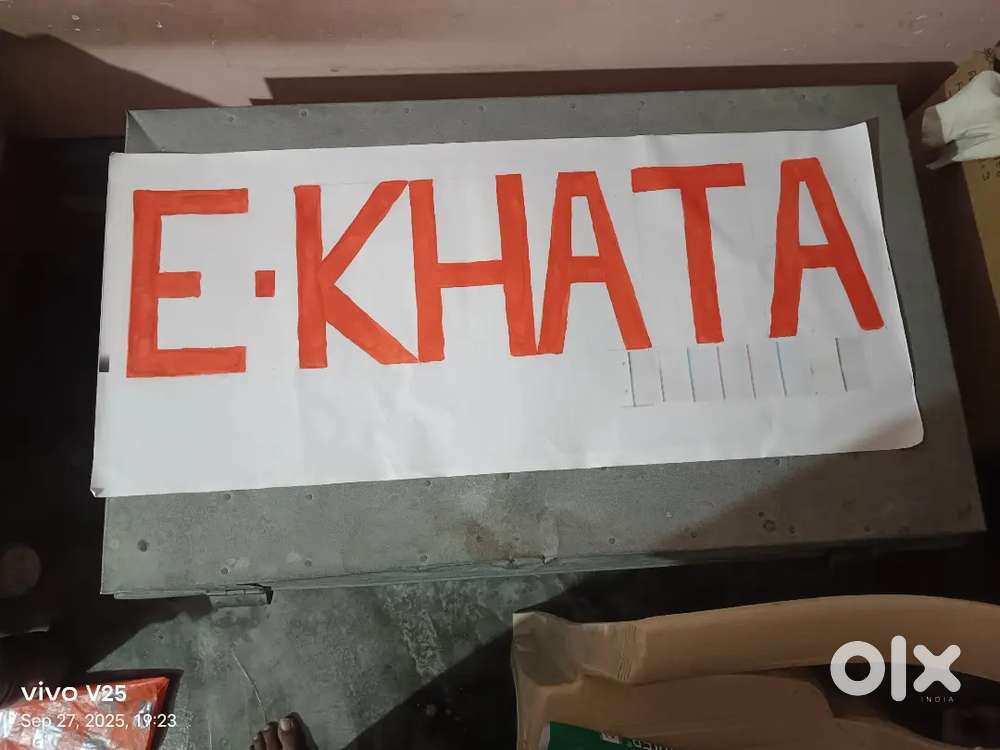 E·KHATA
vivo V25
Sep 27, 2025, 19:23
olx
INDIA